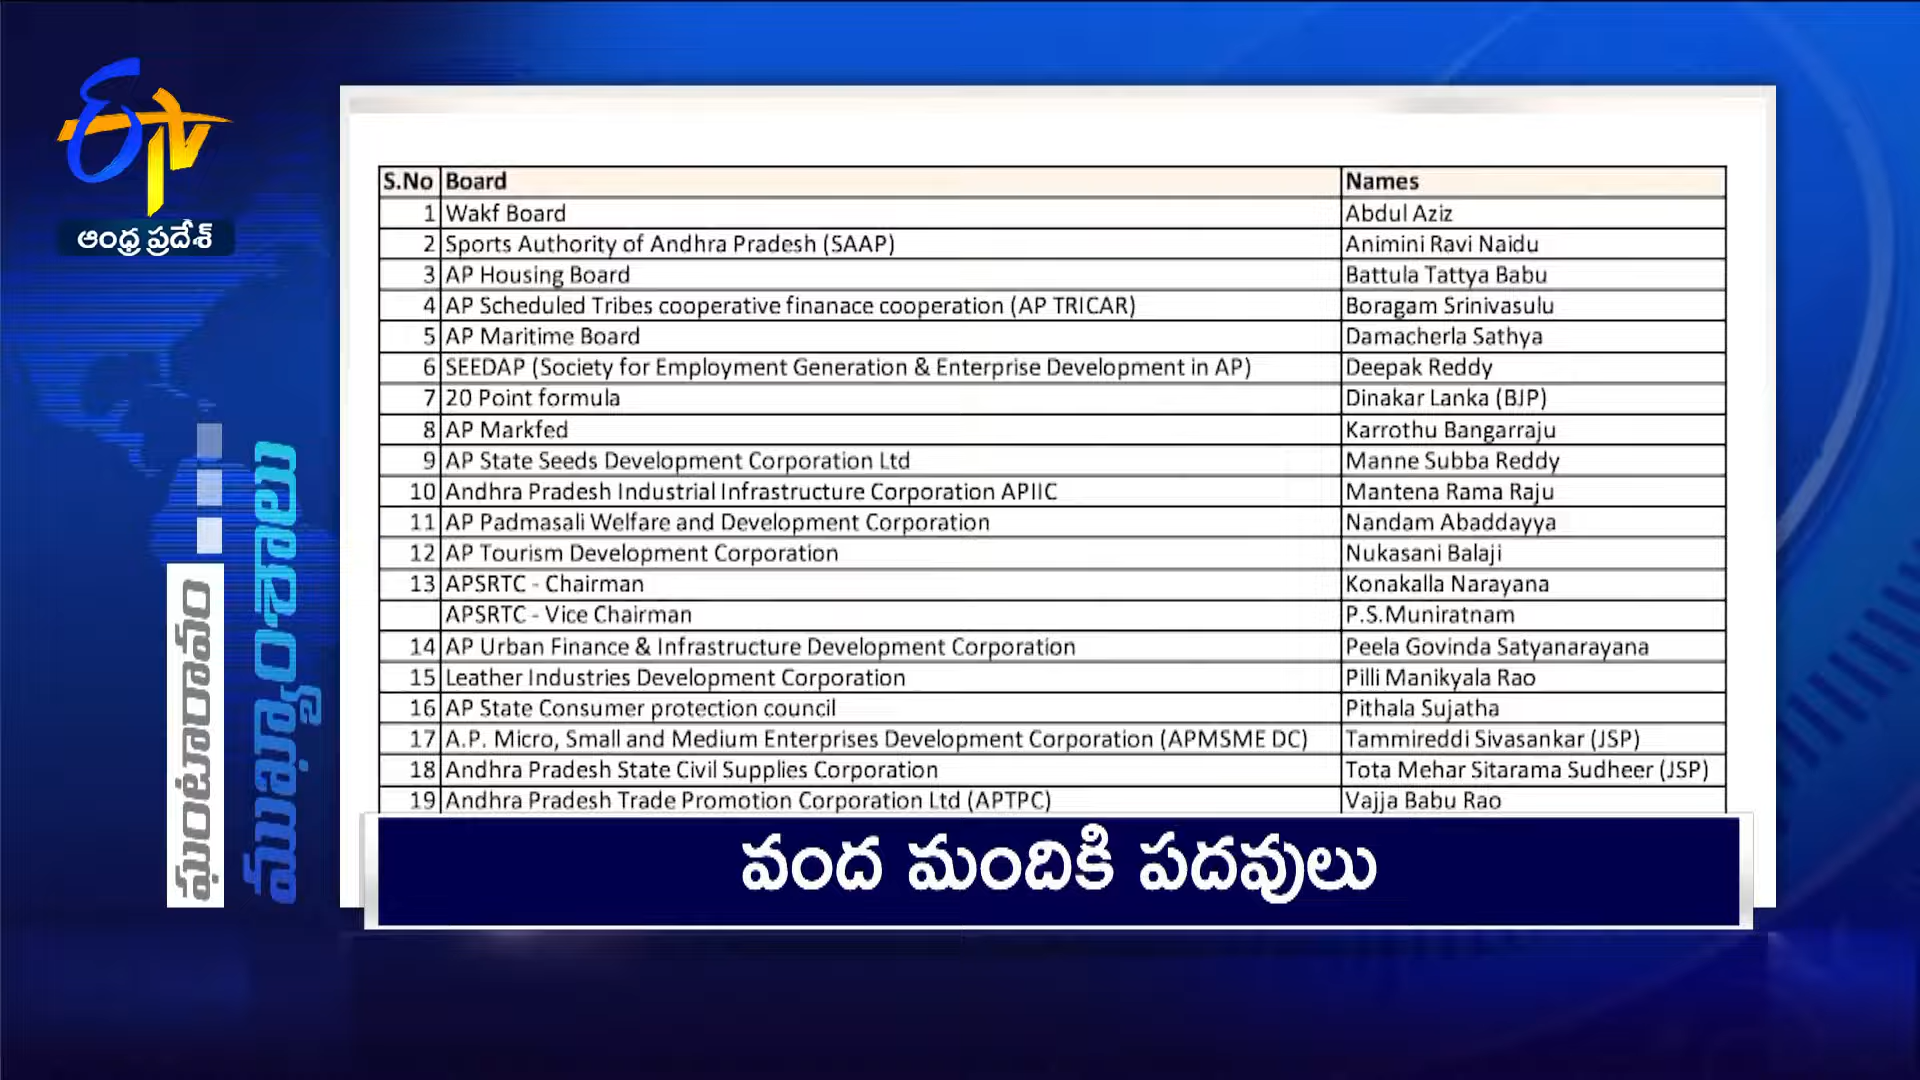 ETV
ఆంధ్ర ప్రదేశ్
ఘంటారావం
ముఖ్యాంశాలు
S.No Board Names
1 Wakf Board Abdul Aziz
2 Sports Authority of Andhra Pradesh (SAAP) Animini Ravi Naidu
3 AP Housing Board Battula Tattya Babu
4 AP Scheduled Tribes cooperative finanace cooperation (AP TRICAR) Boragam Srinivasulu
5 AP Maritime Board Damacherla Sathya
6 SEEDAP (Society for Employment Generation & Enterprise Development in AP) Deepak Reddy
7 20 Point formula Dinakar Lanka (BJP)
8 AP Markfed Karrothu Bangarraju
9 AP State Seeds Development Corporation Ltd Manne Subba Reddy
10 Andhra Pradesh Industrial Infrastructure Corporation APIIC Mantena Rama Raju
11 AP Padmasali Welfare and Development Corporation Nandam Abaddayya
12 AP Tourism Development Corporation Nukasani Balaji
13 APSRTC - Chairman Konakalla Narayana
APSRTC - Vice Chairman P.S.Muniratnam
14 AP Urban Finance & Infrastructure Development Corporation Peela Govinda Satyanarayana
15 Leather Industries Development Corporation Pilli Manikyala Rao
16 AP State Consumer protection council Pithala Sujatha
17 A.P. Micro, Small and Medium Enterprises Development Corporation (APMSME DC) Tammireddi Sivasankar (JSP)
18 Andhra Pradesh State Civil Supplies Corporation Tota Mehar Sitarama Sudheer (JSP)
19 Andhra Pradesh Trade Promotion Corporation Ltd (APTPC) Vajja Babu Rao
వంద మందికి పదవులు